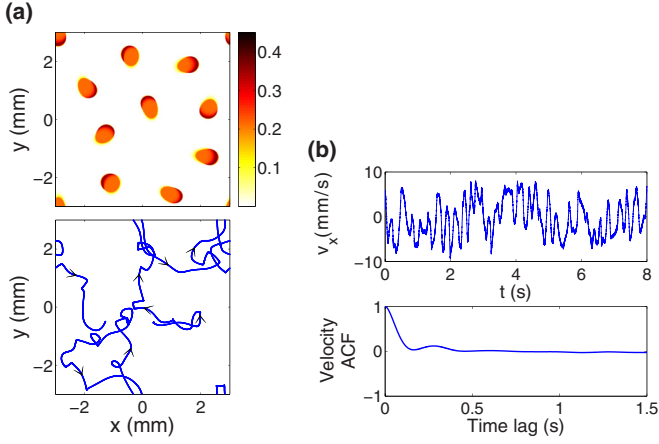 (a)
y (mm)
2
0
−2
0.4
0.3
0.2
0.1
y (mm)
2
0
−2
−2 0 2
x (mm)
(b)
vx(mm/s)
10
0
−10
0 2 4 6 8
t (s)
Velocity
ACF
1
0
−1
0 0.5 1 1.5
Time lag (s)